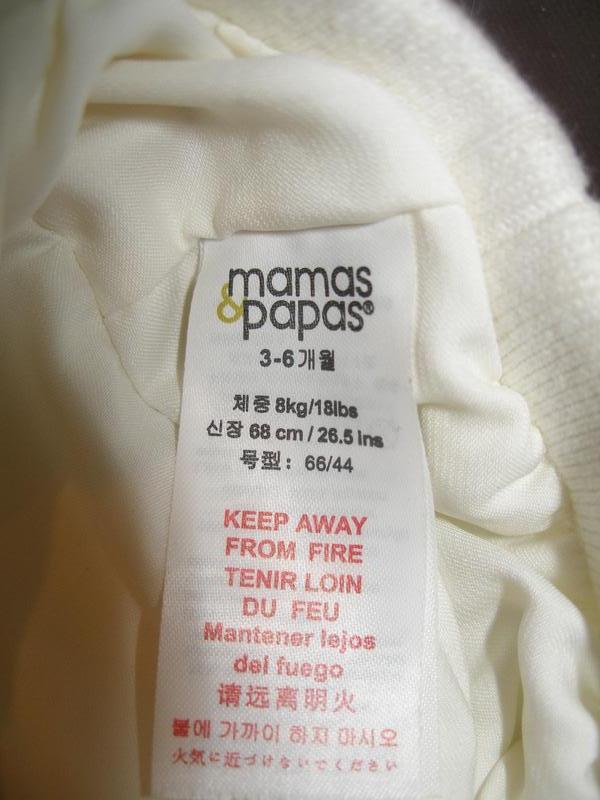 mamas
&papas®
3-6개월
체중 8kg/18lbs
신장 68 cm / 26.5 ins
号型: 66/44
KEEP AWAY
FROM FIRE
TENIR LOIN
DU FEU
Mantener lejos
del fuego
请远离明火
불에 가까이 하지 마시오
火気に近づけないでください